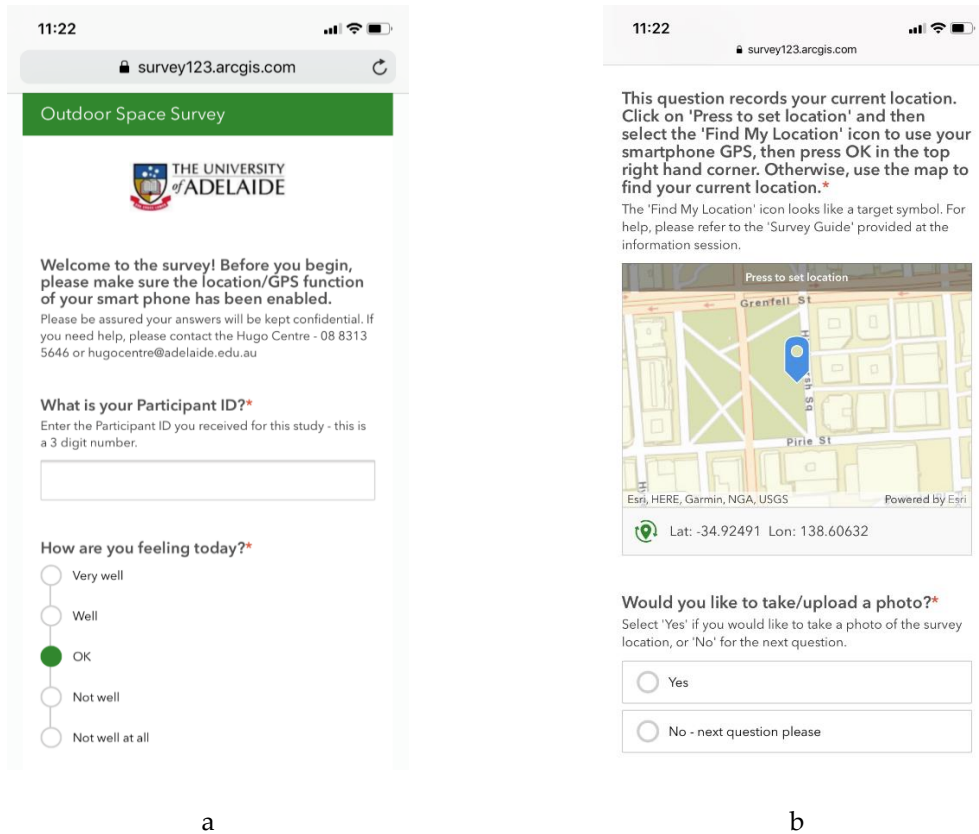 11:22
survey123.arcgis.com
Outdoor Space Survey
THE UNIVERSITY
of ADELAIDE
Welcome to the survey! Before you begin,
please make sure the location/GPS function
of your smart phone has been enabled.
Please be assured your answers will be kept confidential. If
you need help, please contact the Hugo Centre - 08 8313
5646 or hugocentre@adelaide.edu.au
What is your Participant ID?*
Enter the Participant ID you received for this study - this is
a 3 digit number.
How are you feeling today?*
Very well
Well
OK
Not well
Not well at all
a
11:22
survey123.arcgis.com
This question records your current location.
Click on 'Press to set location' and then
select the 'Find My Location' icon to use your
smartphone GPS, then press OK in the top
right hand corner. Otherwise, use the map to
find your current location.*
The 'Find My Location' icon looks like a target symbol. For
help, please refer to the 'Survey Guide' provided at the
information session.
Press to set location
Grenfell St
Pirie St
Esri, HERE, Garmin, NGA, USGS
Powered by Esri
Lat: -34.92491 Lon: 138.60632
Would you like to take/upload a photo?*
Select 'Yes' if you would like to take a photo of the survey
location, or 'No' for the next question.
Yes
No - next question please
b